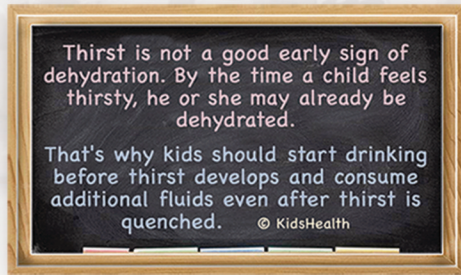 Thirst is not a good early sign of
dehydration. By the time a child feels
thirsty, he or she may already be
dehydrated.
That's why kids should start drinking
before thirst develops and consume
additional fluids even after thirst is
quenched. © KidsHealth